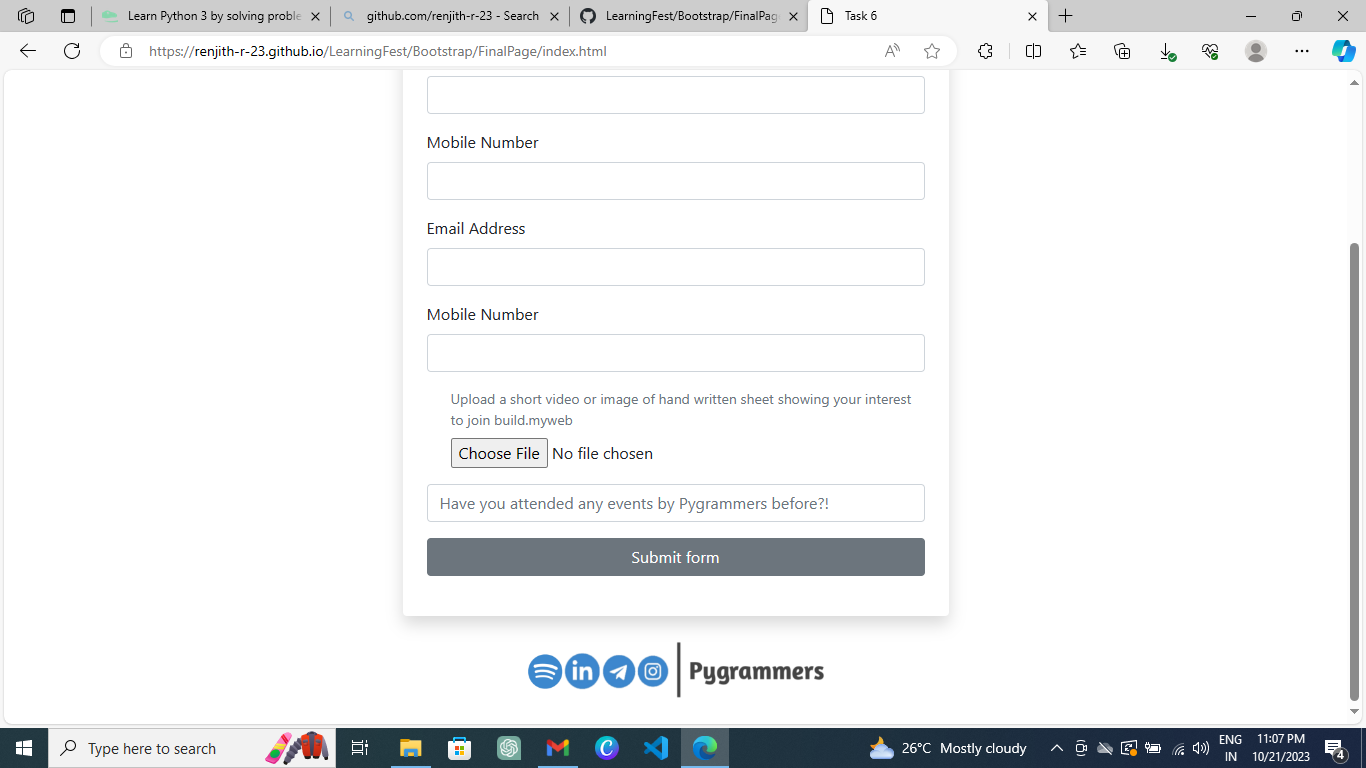 Learn Python 3 by solving proble
github.com/renjith-r-23 - Search
LearningFest/Bootstrap/FinalPage
Task 6
https://renjith-r-23.github.io/LearningFest/Bootstrap/FinalPage/index.html
Mobile Number
Email Address
Mobile Number
Upload a short video or image of hand written sheet showing your interest
to join build.myweb
Choose File No file chosen
Have you attended any events by Pygrammers before?!
Submit form
in Pygrammers
Type here to search
26°C Mostly cloudy
ENG
IN
11:07 PM
10/21/2023
4